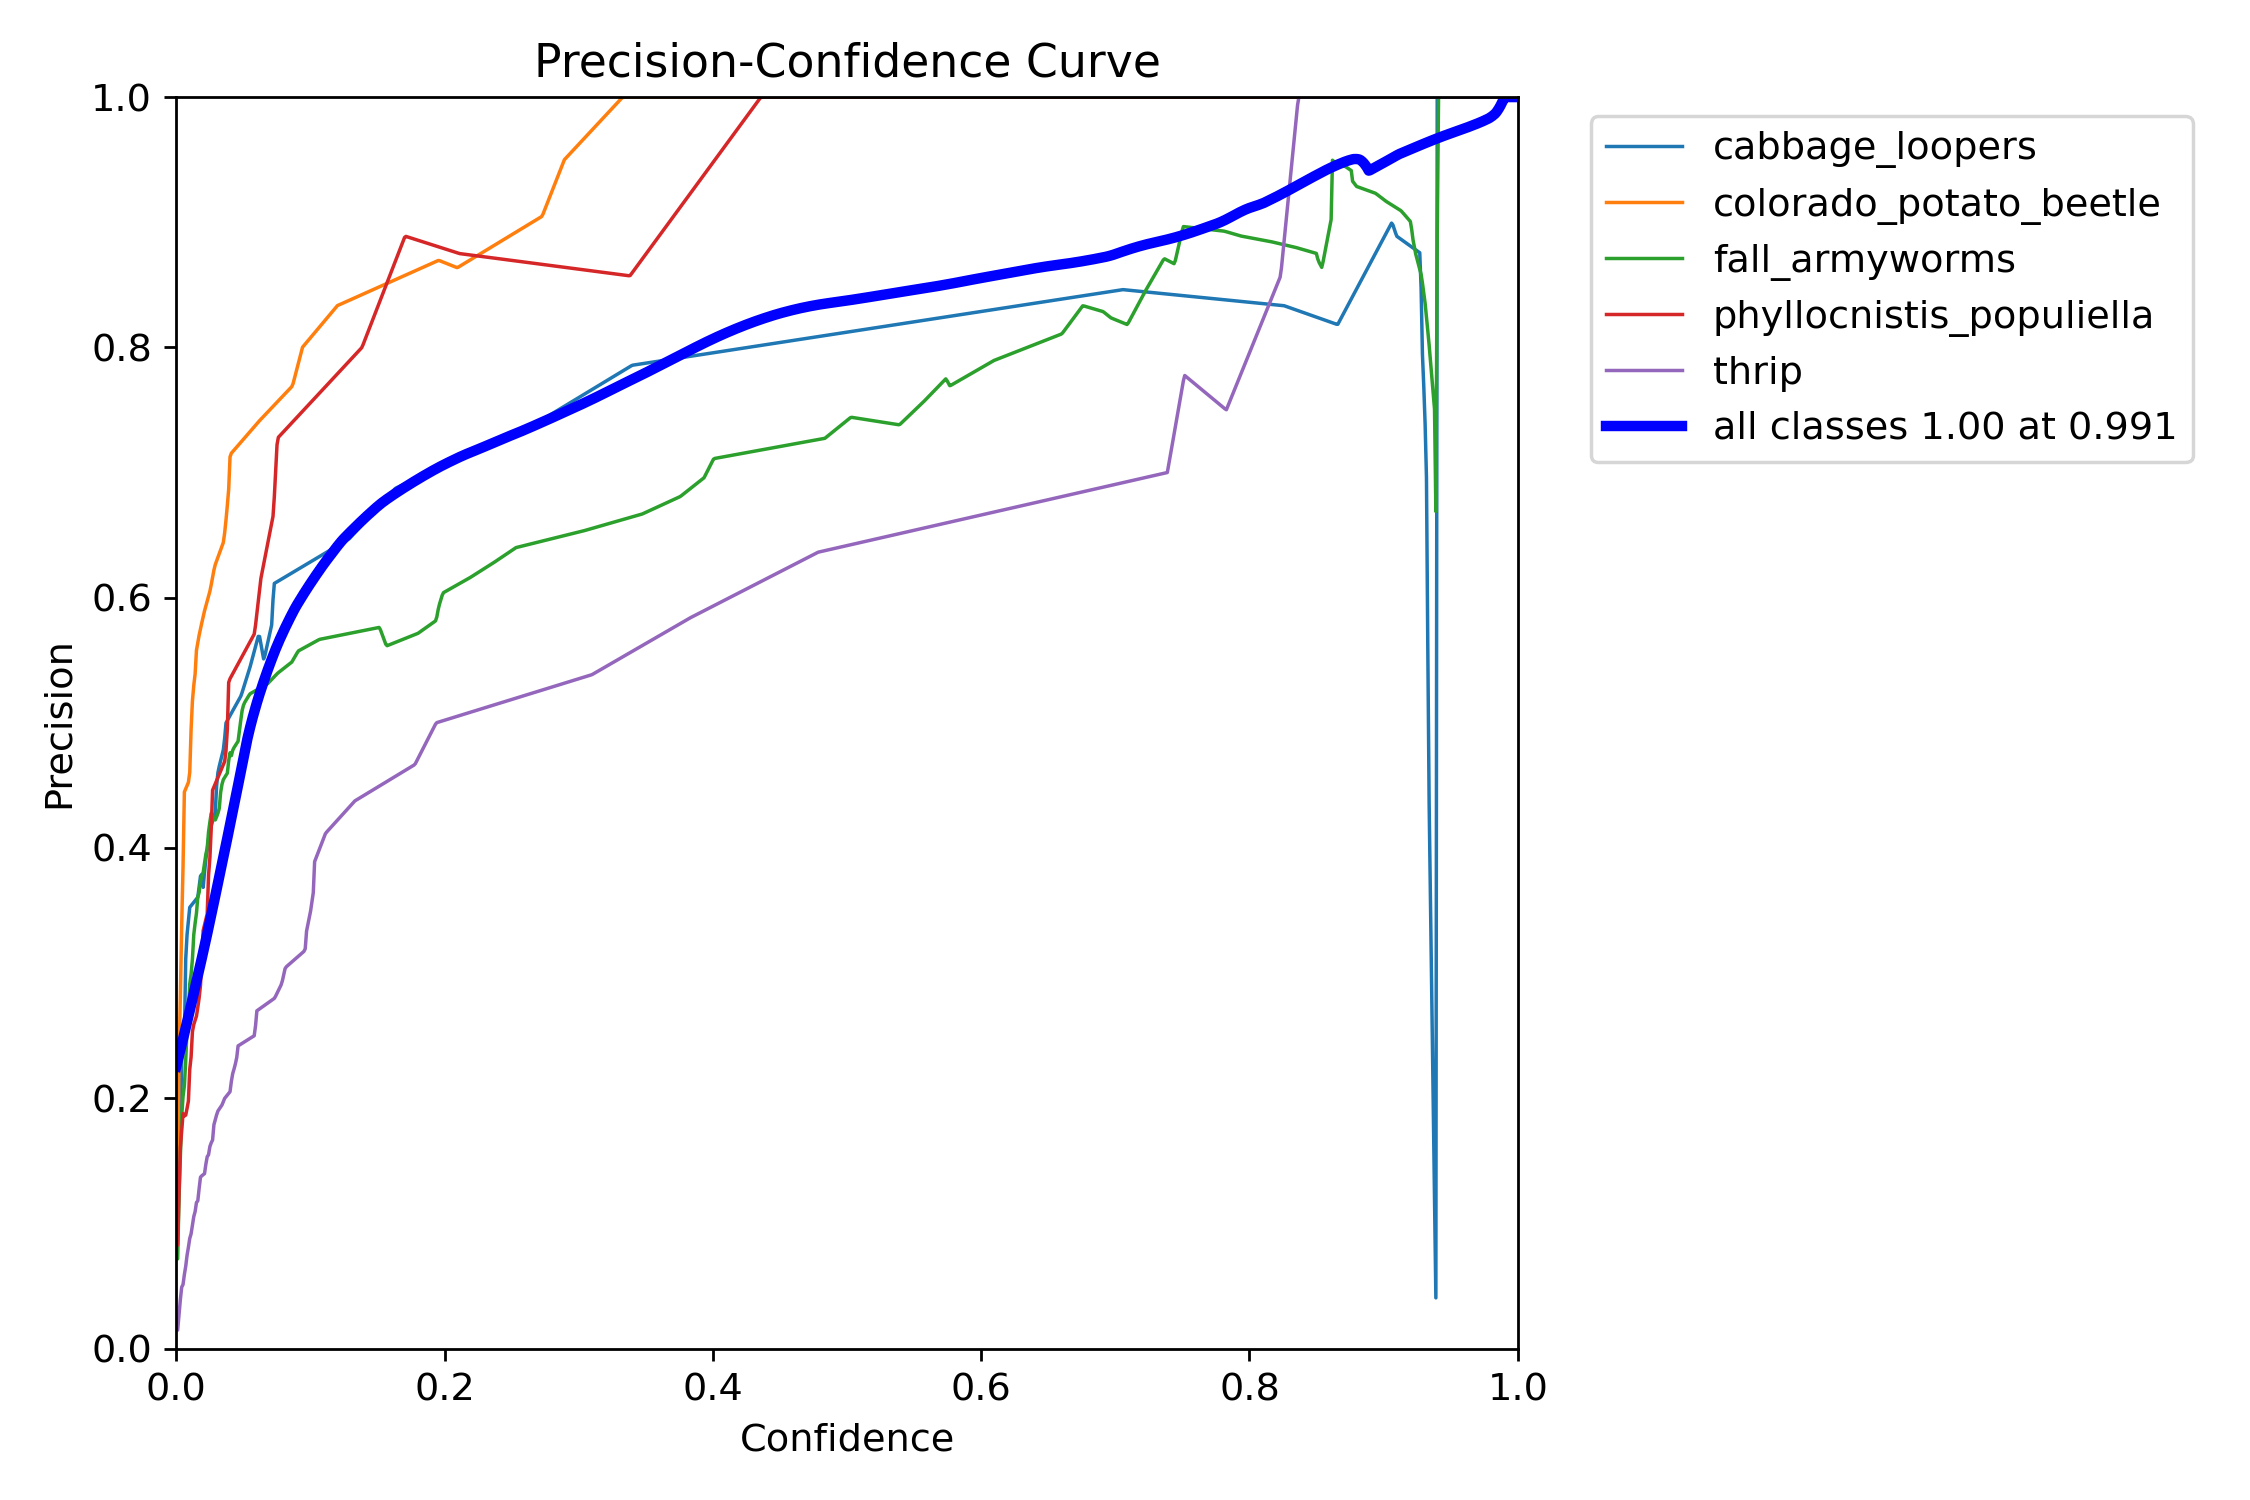 Precision-Confidence Curve
1.0
0.8
0.6
0.4
0.2
0.0
Precision
0.0 0.2 0.4 0.6 0.8 1.0
Confidence
cabbage_loopers
colorado_potato_beetle
fall_armyworms
phyllocnistis_populiella
thrip
all classes 1.00 at 0.991